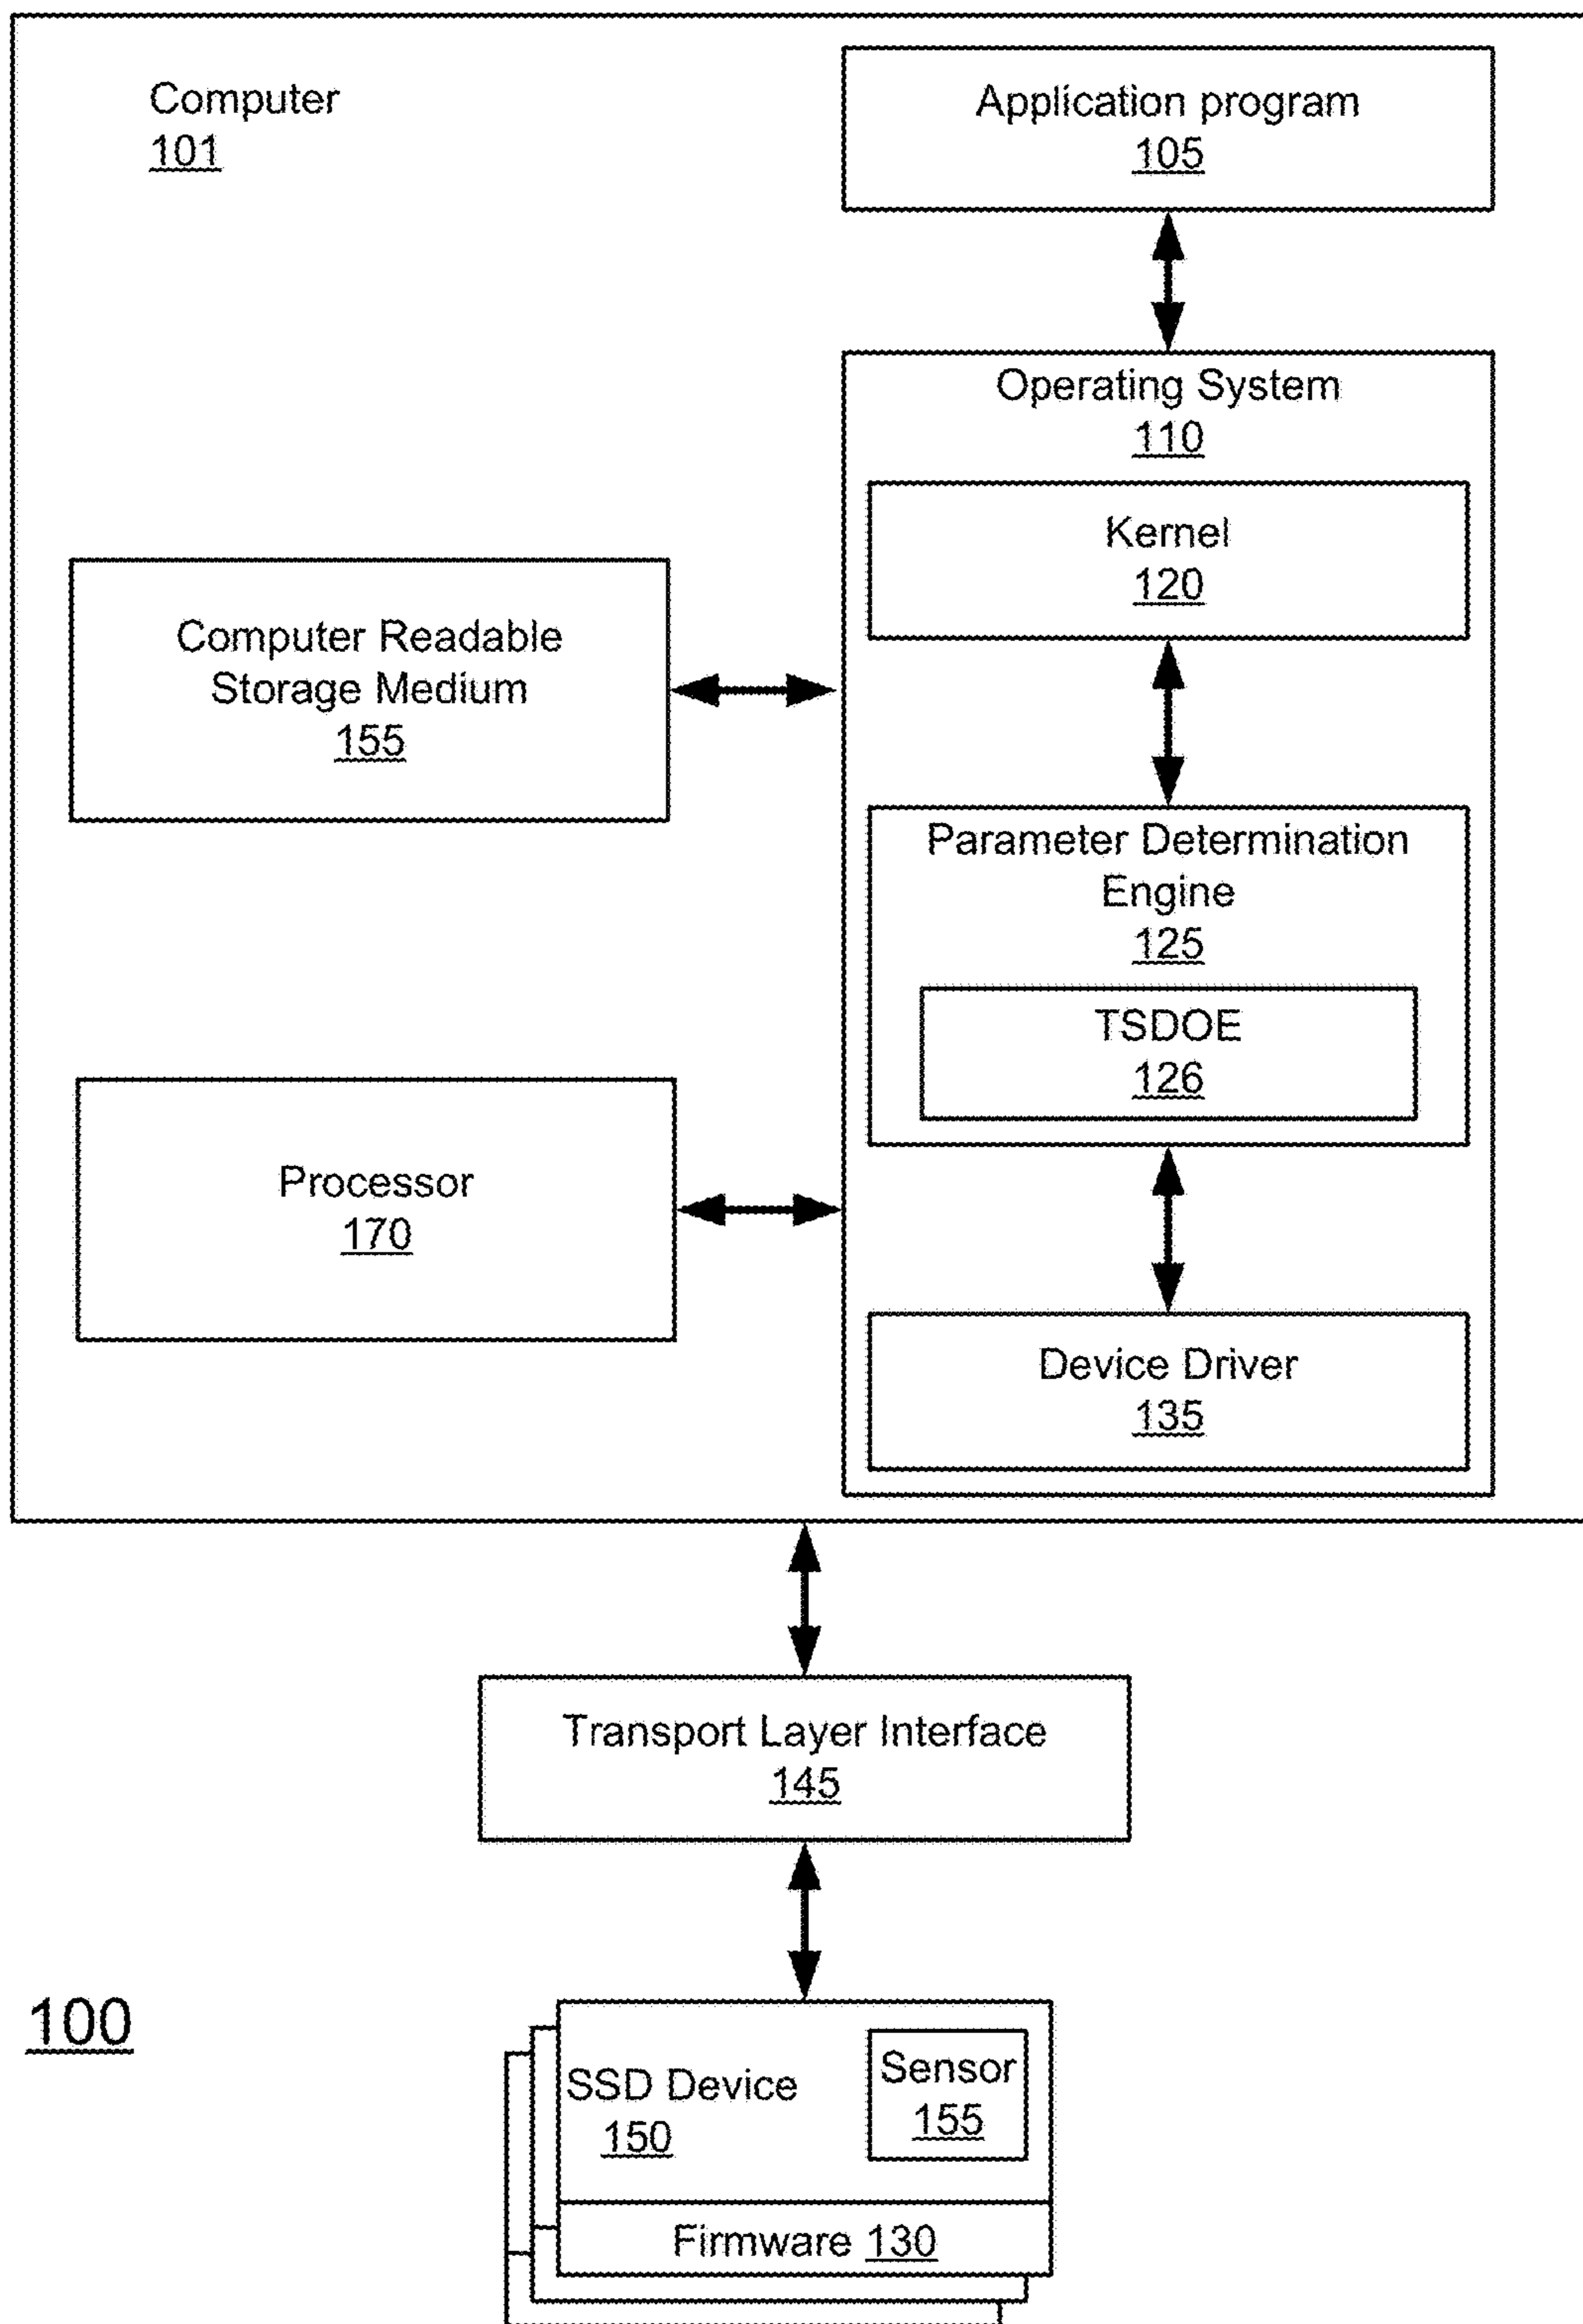 Computer
101
Application program
105
Operating System
110
Kernel
120
Computer Readable
Storage Medium
155
Parameter Determination
Engine
125
TSDOE
126
Processor
170
Device Driver
135
Transport Layer Interface
145
100
SSD Device
150
Sensor
155
Firmware 130